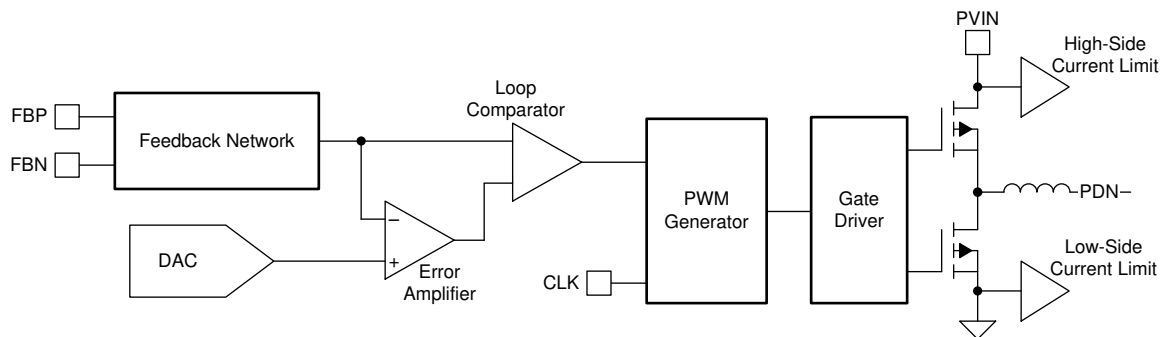 PVIN
High-Side
Current Limit
Loop
Comparator
FBP
FBN
Feedback Network
PWM
Generator
Gate
Driver
PDN
DAC
−
+
Error
Amplifier
CLK
Low-Side
Current Limit